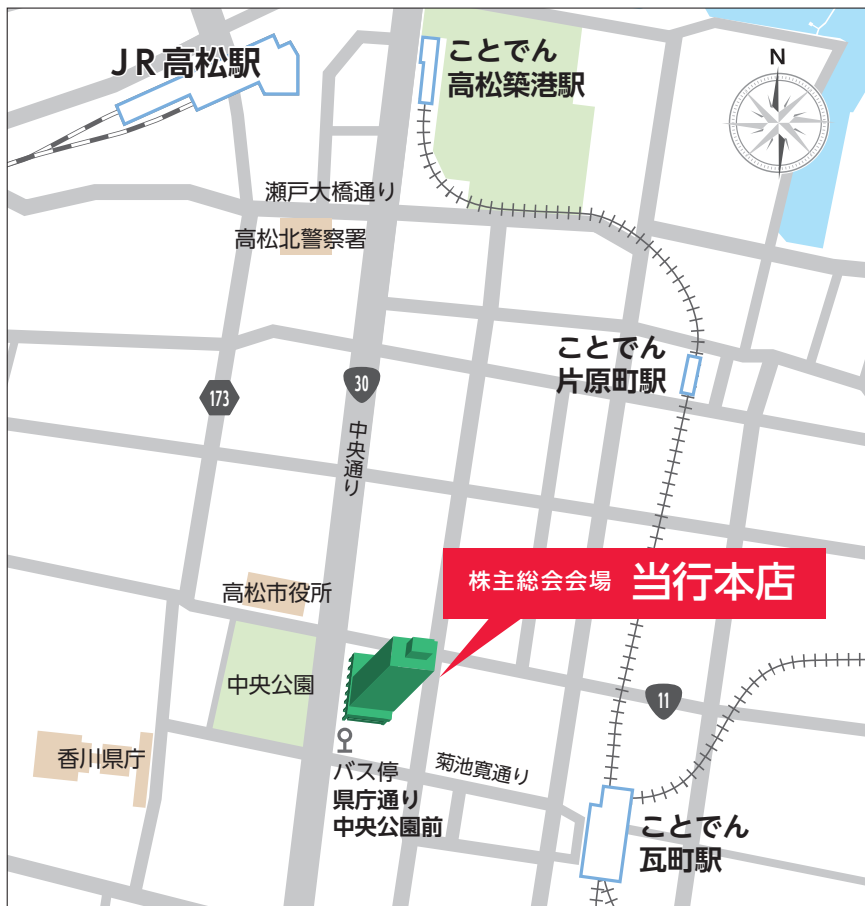 JR高松駅
ことでん
高松築港駅
N
瀬戸大橋通り
高松北警察署
ことでん
片原町駅
30
173
中央通り
株主総会会場 当行本店
高松市役所
中央公園
11
香川県庁
バス停
県庁通り
中央公園前
菊池寛通り
ことでん
瓦町駅